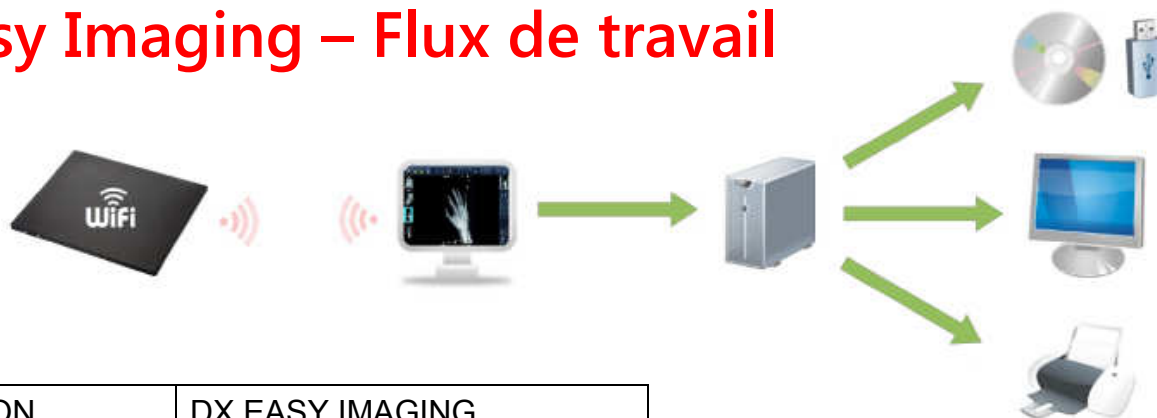 sy Imaging – Flux de travail
WiFi
ON
DX EASY IMAGING